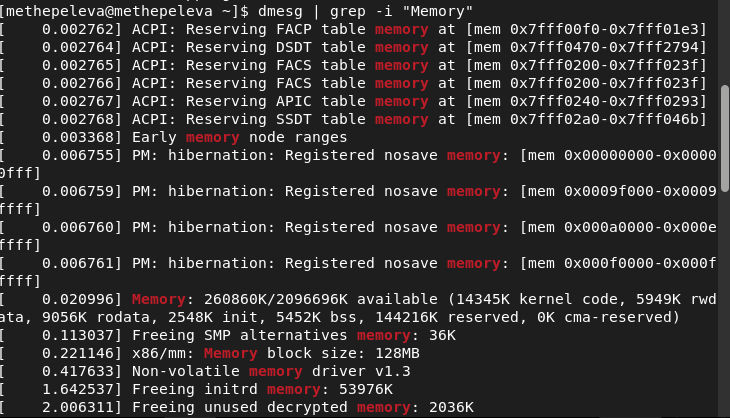 [methepeleva@methepeleva ~]$ dmesg | grep -i "Memory"
[    0.002762] ACPI: Reserving FACP table memory at [mem 0x7fff00f0-0x7fff01e3]
[    0.002764] ACPI: Reserving DSDT table memory at [mem 0x7fff0470-0x7fff2794]
[    0.002765] ACPI: Reserving FACS table memory at [mem 0x7fff0200-0x7fff023f]
[    0.002766] ACPI: Reserving FACS table memory at [mem 0x7fff0200-0x7fff023f]
[    0.002767] ACPI: Reserving APIC table memory at [mem 0x7fff0240-0x7fff0293]
[    0.002768] ACPI: Reserving SSDT table memory at [mem 0x7fff02a0-0x7fff046b]
[    0.003368] Early memory node ranges
[    0.006755] PM: hibernation: Registered nosave memory: [mem 0x00000000-0x0000
0fff]
[    0.006759] PM: hibernation: Registered nosave memory: [mem 0x0009f000-0x0009
ffff]
[    0.006760] PM: hibernation: Registered nosave memory: [mem 0x000a0000-0x000e
ffff]
[    0.006761] PM: hibernation: Registered nosave memory: [mem 0x000f0000-0x000f
ffff]
[    0.020996] Memory: 260860K/2096696K available (14345K kernel code, 5949K rwd
ata, 9056K rodata, 2548K init, 5452K bss, 144216K reserved, 0K cma-reserved)
[    0.113037] Freeing SMP alternatives memory: 36K
[    0.221146] x86/mm: Memory block size: 128MB
[    0.417633] Non-volatile memory driver v1.3
[    1.642537] Freeing initrd memory: 53976K
[    2.006311] Freeing unused decrypted memory: 2036K